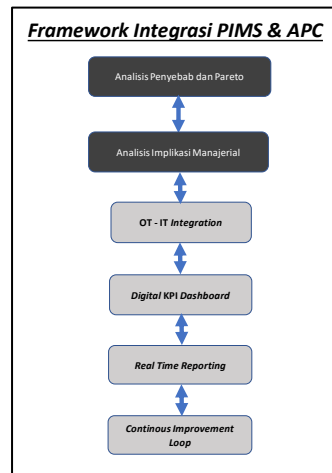 Framework Integrasi PIMS & APC
Analisis Penyebab dan Pareto
Analisis Implikasi Manajerial
OT - IT Integration
Digital KPI Dashboard
Real Time Reporting
Continous Improvement
Loop